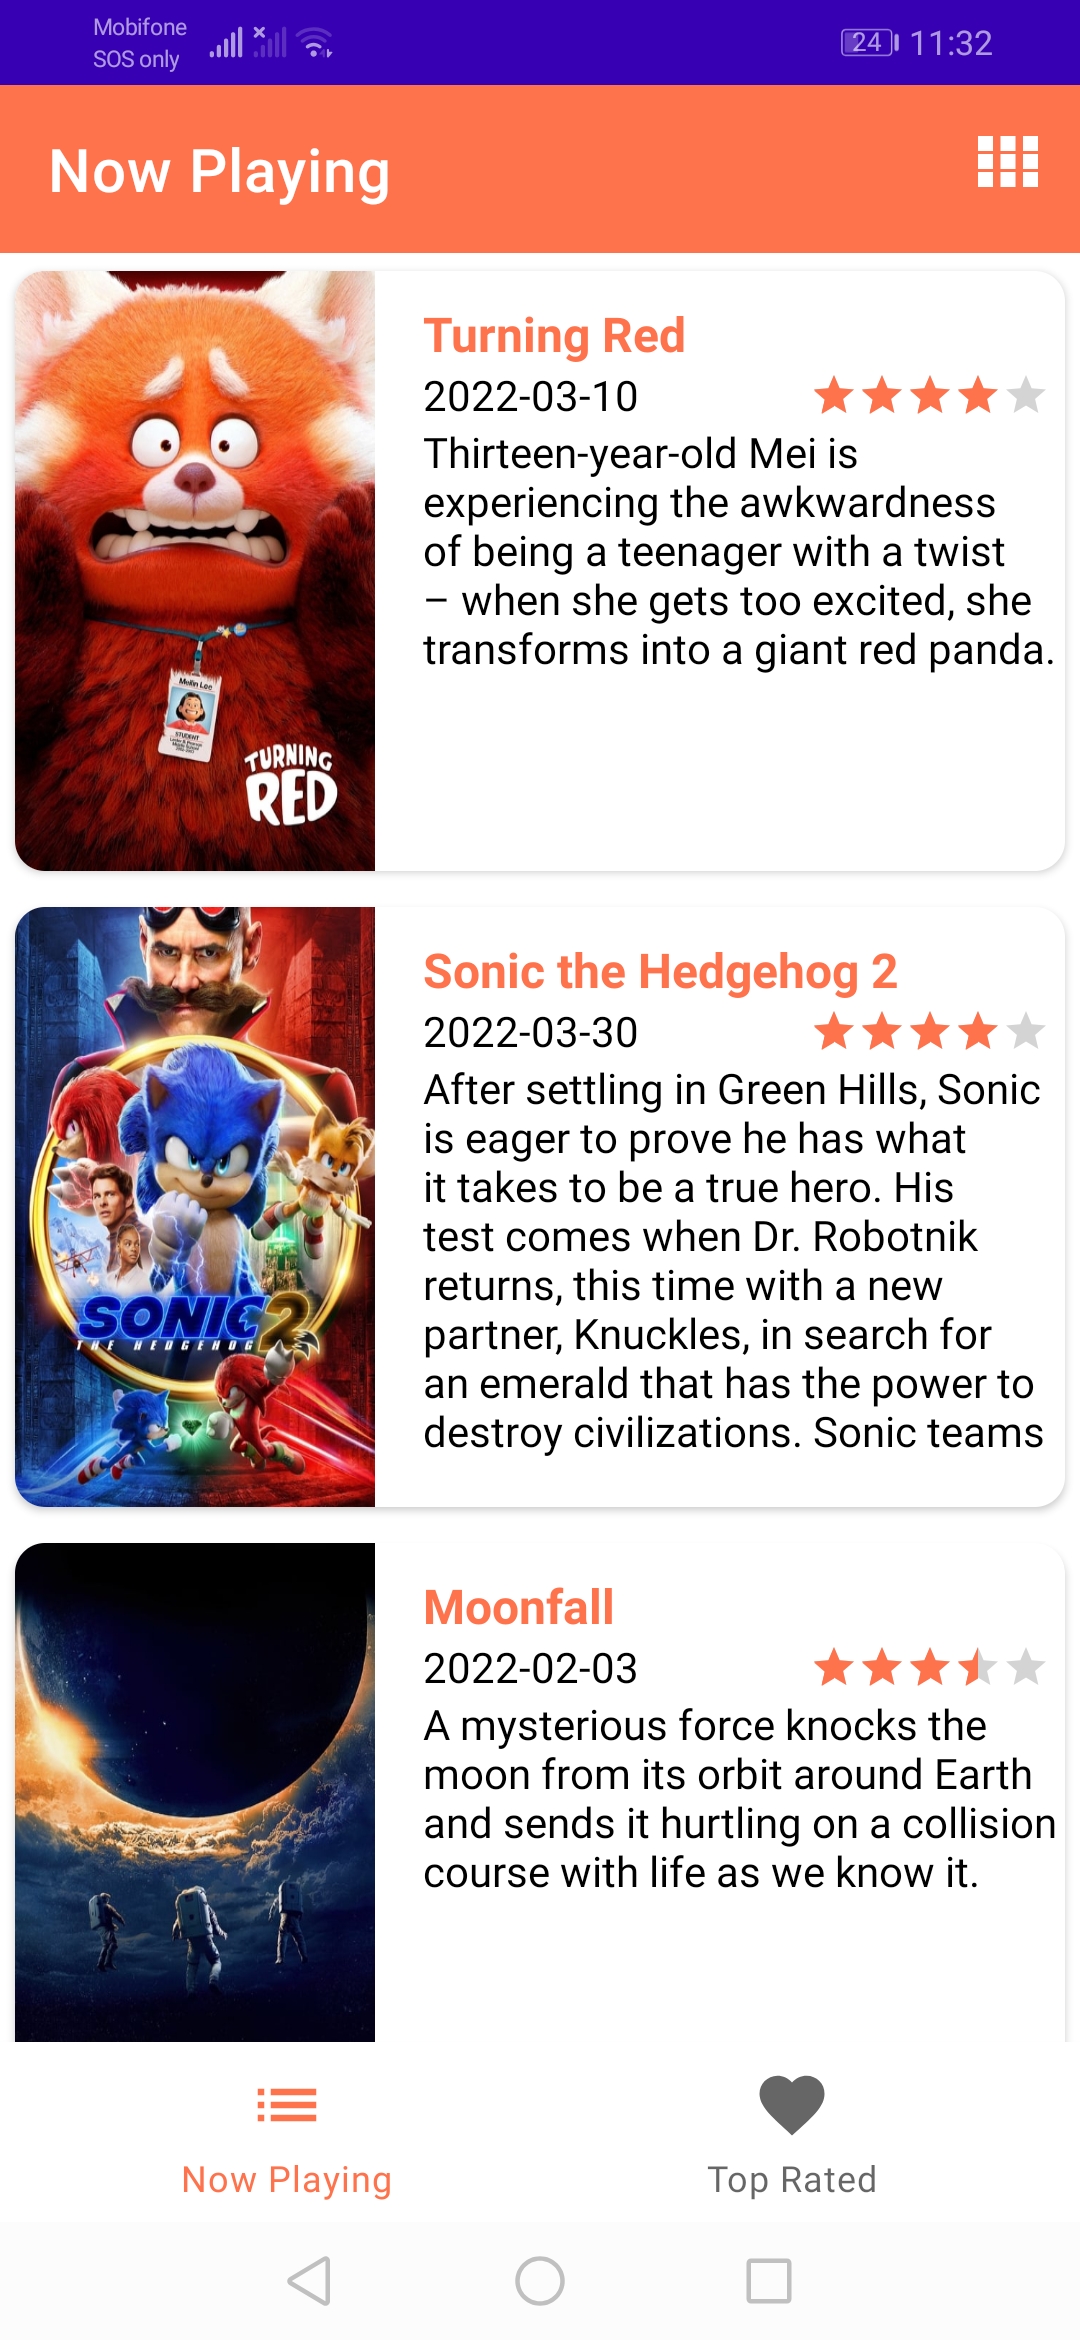 Mobifone
SOS only
24
11:32
Now Playing
Turning Red
2022-03-10
Thirteen-year-old Mei is
experiencing the awkwardness
of being a teenager with a twist
– when she gets too excited, she
transforms into a giant red panda.
Meilin Lee
STUDENT
TURNING
RED
Sonic the Hedgehog 2
2022-03-30
After settling in Green Hills, Sonic
is eager to prove he has what
it takes to be a true hero. His
test comes when Dr. Robotnik
returns, this time with a new
partner, Knuckles, in search for
an emerald that has the power to
destroy civilizations. Sonic teams
SONIC 2
THE HEDGEHOG
Moonfall
2022-02-03
A mysterious force knocks the
moon from its orbit around Earth
and sends it hurtling on a collision
course with life as we know it.
Now Playing
Top Rated